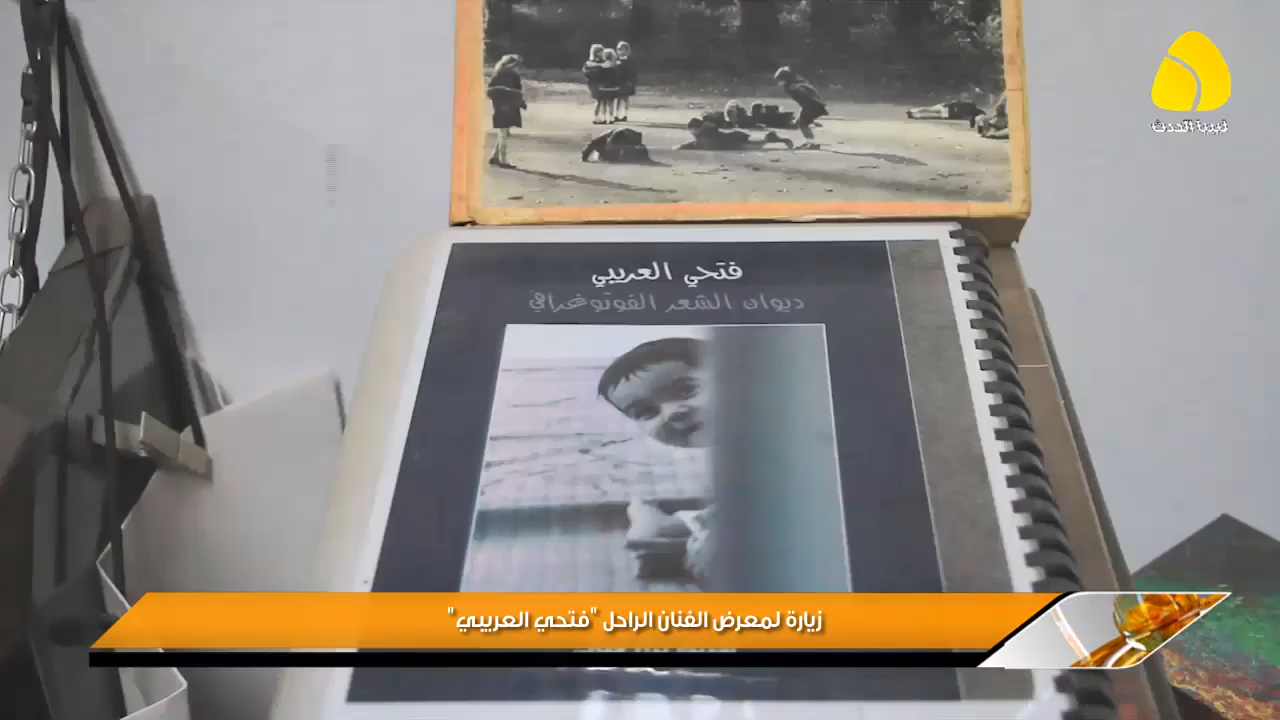 ليبيا الحدث
فتحي العريبي
ديوان الشعر الفوتوغرافي
زيارة لمعرض الفنان الراحل "فتحي العريبي"